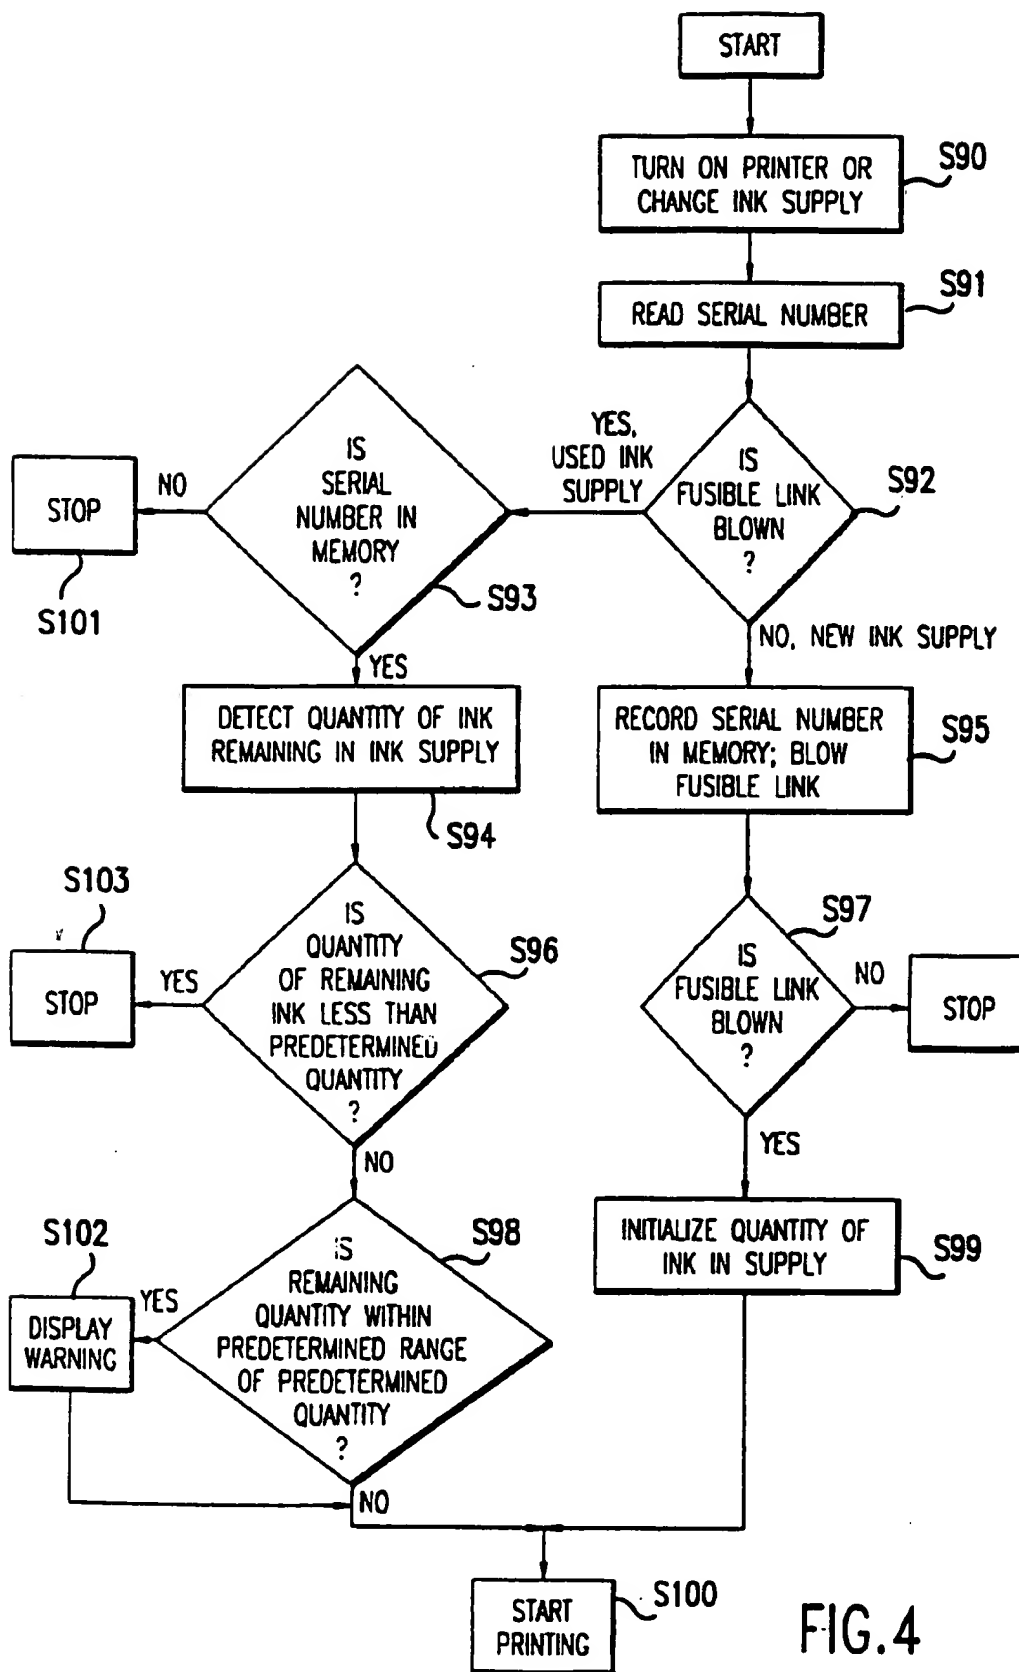 START
TURN ON PRINTER OR
CHANGE INK SUPPLY
S90
READ SERIAL NUMBER
S91
IS
FUSIBLE LINK
BLOWN
?
S92
YES,
USED INK
SUPPLY
IS
SERIAL
NUMBER IN
MEMORY
?
S93
NO
STOP
S101
YES
DETECT QUANTITY OF INK
REMAINING IN INK SUPPLY
S94
NO, NEW INK SUPPLY
RECORD SERIAL NUMBER
IN MEMORY; BLOW
FUSIBLE LINK
S95
IS
QUANTITY
OF REMAINING
INK LESS THAN
PREDETERMINED
QUANTITY
?
S96
YES
STOP
S103
IS
FUSIBLE LINK
BLOWN
?
S97
NO
STOP
NO
YES
IS
REMAINING
QUANTITY WITHIN
PREDETERMINED RANGE
OF PREDETERMINED
QUANTITY
?
S98
YES
DISPLAY
WARNING
S102
INITIALIZE QUANTITY OF
INK IN SUPPLY
S99
NO
START
PRINTING
S100
FIG. 4